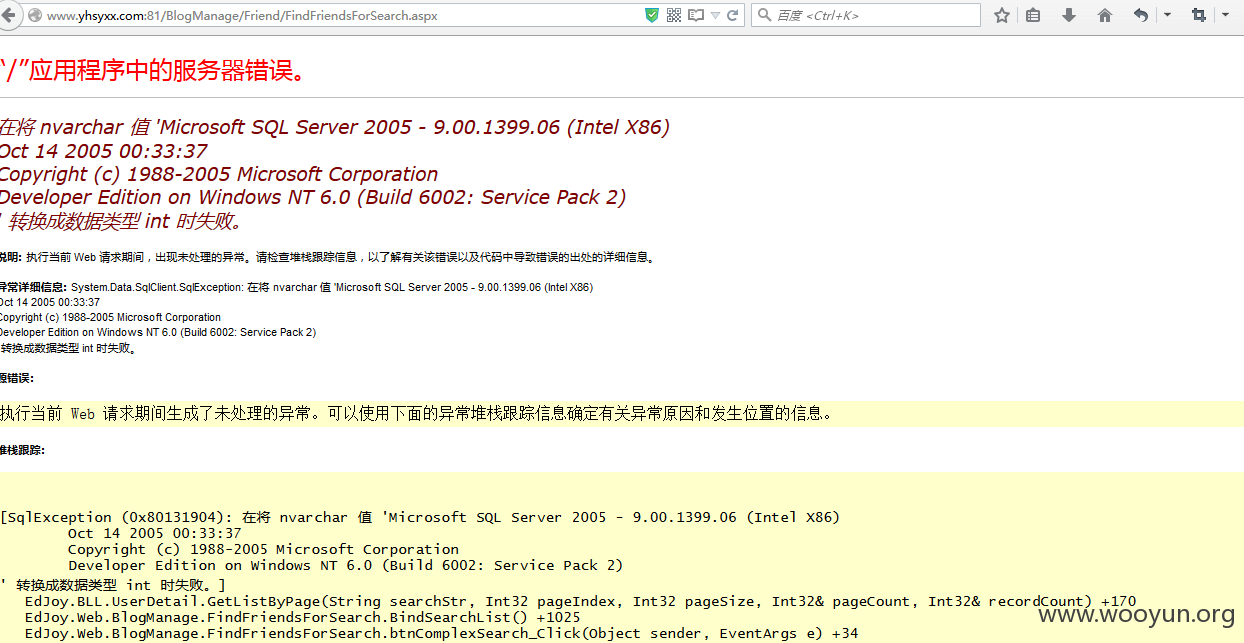 www.yhsyxx.com:81/BlogManage/Friend/FindFriendsForSearch.aspx
百度 <Ctrl+K>
“/”应用程序中的服务器错误。
在将 nvarchar 值 'Microsoft SQL Server 2005 - 9.00.1399.06 (Intel X86)
Oct 14 2005 00:33:37
Copyright (c) 1988-2005 Microsoft Corporation
Developer Edition on Windows NT 6.0 (Build 6002: Service Pack 2)
' 转换成数据类型 int 时失败。
说明: 执行当前 Web 请求期间，出现未处理的异常。请检查堆栈跟踪信息，以了解有关该错误以及代码中导致错误的出处的详细信息。
异常详细信息: System.Data.SqlClient.SqlException: 在将 nvarchar 值 'Microsoft SQL Server 2005 - 9.00.1399.06 (Intel X86)
Oct 14 2005 00:33:37
Copyright (c) 1988-2005 Microsoft Corporation
Developer Edition on Windows NT 6.0 (Build 6002: Service Pack 2)
' 转换成数据类型 int 时失败。
源错误:
执行当前 Web 请求期间生成了未处理的异常。可以使用下面的异常堆栈跟踪信息确定有关异常原因和发生位置的信息。
堆栈跟踪:
[SqlException (0x80131904): 在将 nvarchar 值 'Microsoft SQL Server 2005 - 9.00.1399.06 (Intel X86)
Oct 14 2005 00:33:37
Copyright (c) 1988-2005 Microsoft Corporation
Developer Edition on Windows NT 6.0 (Build 6002: Service Pack 2)
' 转换成数据类型 int 时失败。]
EdJoy.BLL.UserDetail.GetListByPage(String searchStr, Int32 pageIndex, Int32 pageSize, Int32& pageCount, Int32& recordCount) +170
EdJoy.Web.BlogManage.FindFriendsForSearch.BindSearchList() +1025
EdJoy.Web.BlogManage.FindFriendsForSearch.btnComplexSearch_Click(Object sender, EventArgs e) +34
www.wooyun.org